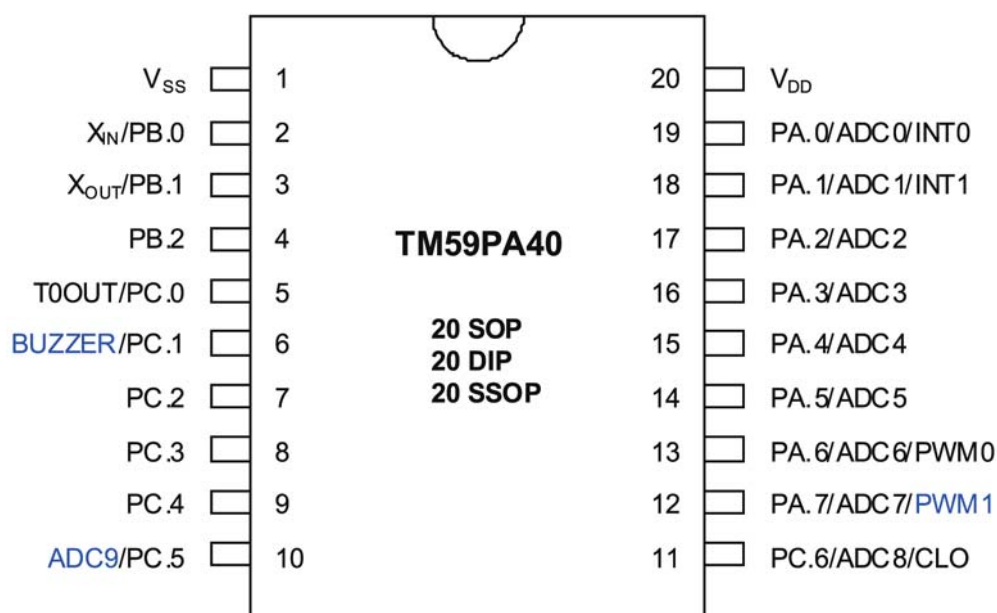 V_SS 1 20 V_DD
X_IN/PB.0 2 19 PA.0/ADC0/INT0
X_OUT/PB.1 3 18 PA.1/ADC1/INT1
PB.2 4 TM59PA40 17 PA.2/ADC2
T0OUT/PC.0 5 16 PA.3/ADC3
20 SOP
BUZZER/PC.1 6 15 PA.4/ADC4
20 DIP
20 SSOP
PC.2 7 14 PA.5/ADC5
PC.3 8 13 PA.6/ADC6/PWM0
PC.4 9 12 PA.7/ADC7/PWM1
ADC9/PC.5 10 11 PC.6/ADC8/CLO